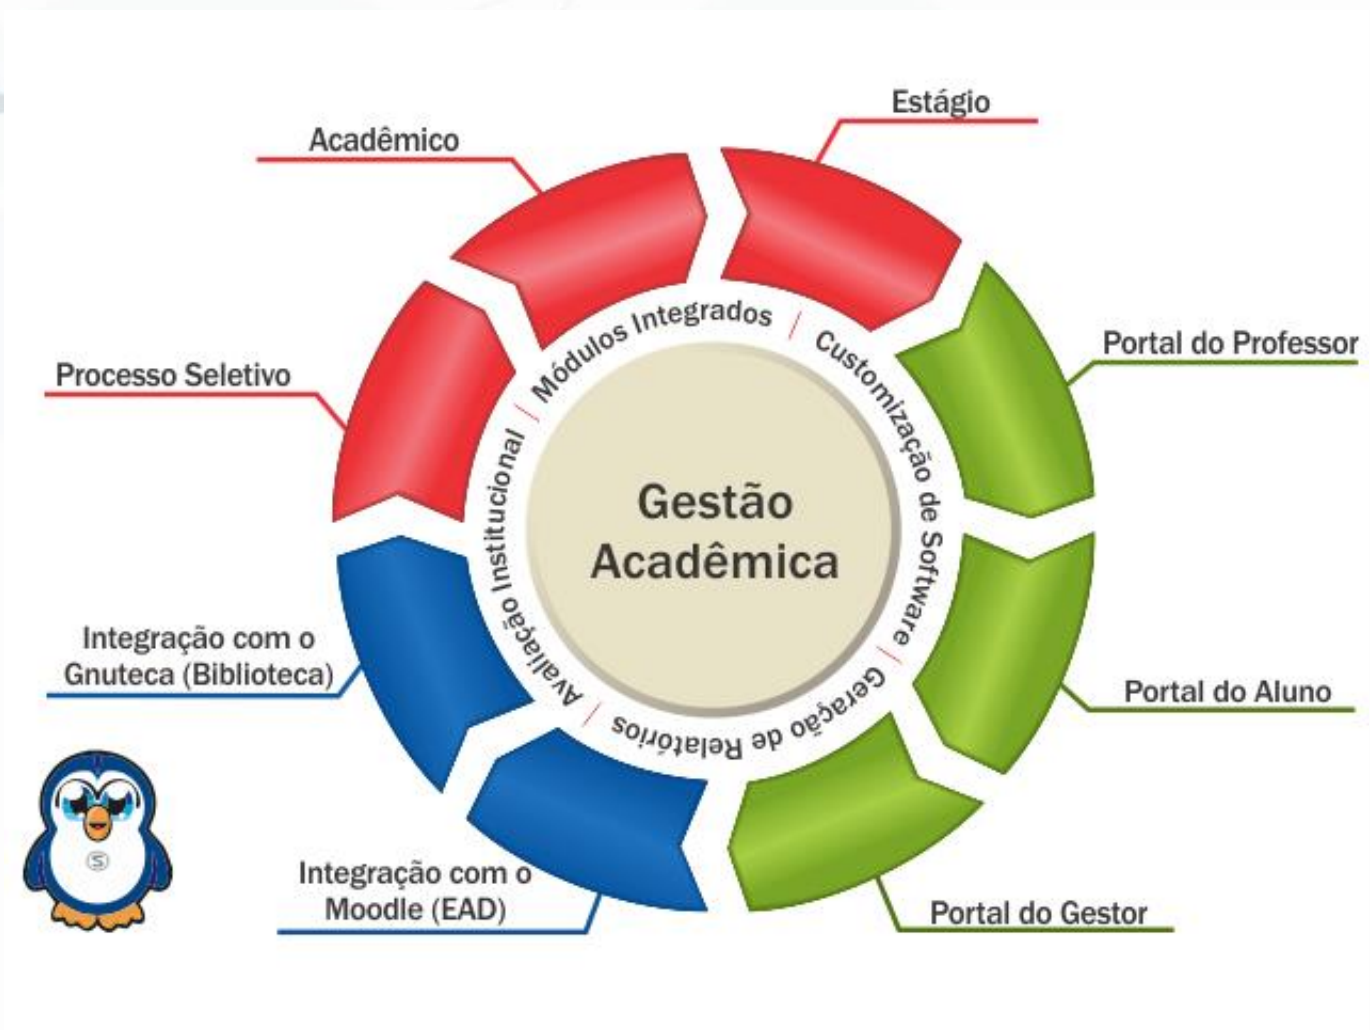 Estágio
Acadêmico
Portal do Professor
Processo Seletivo
Módulos Integrados | Customização de Software | Geração de Relatórios | Avaliação Institucional |
Gestão
Acadêmica
Integração com o
Gnuteca (Biblioteca)
Portal do Aluno
Integração com o
Moodle (EAD)
Portal do Gestor
S